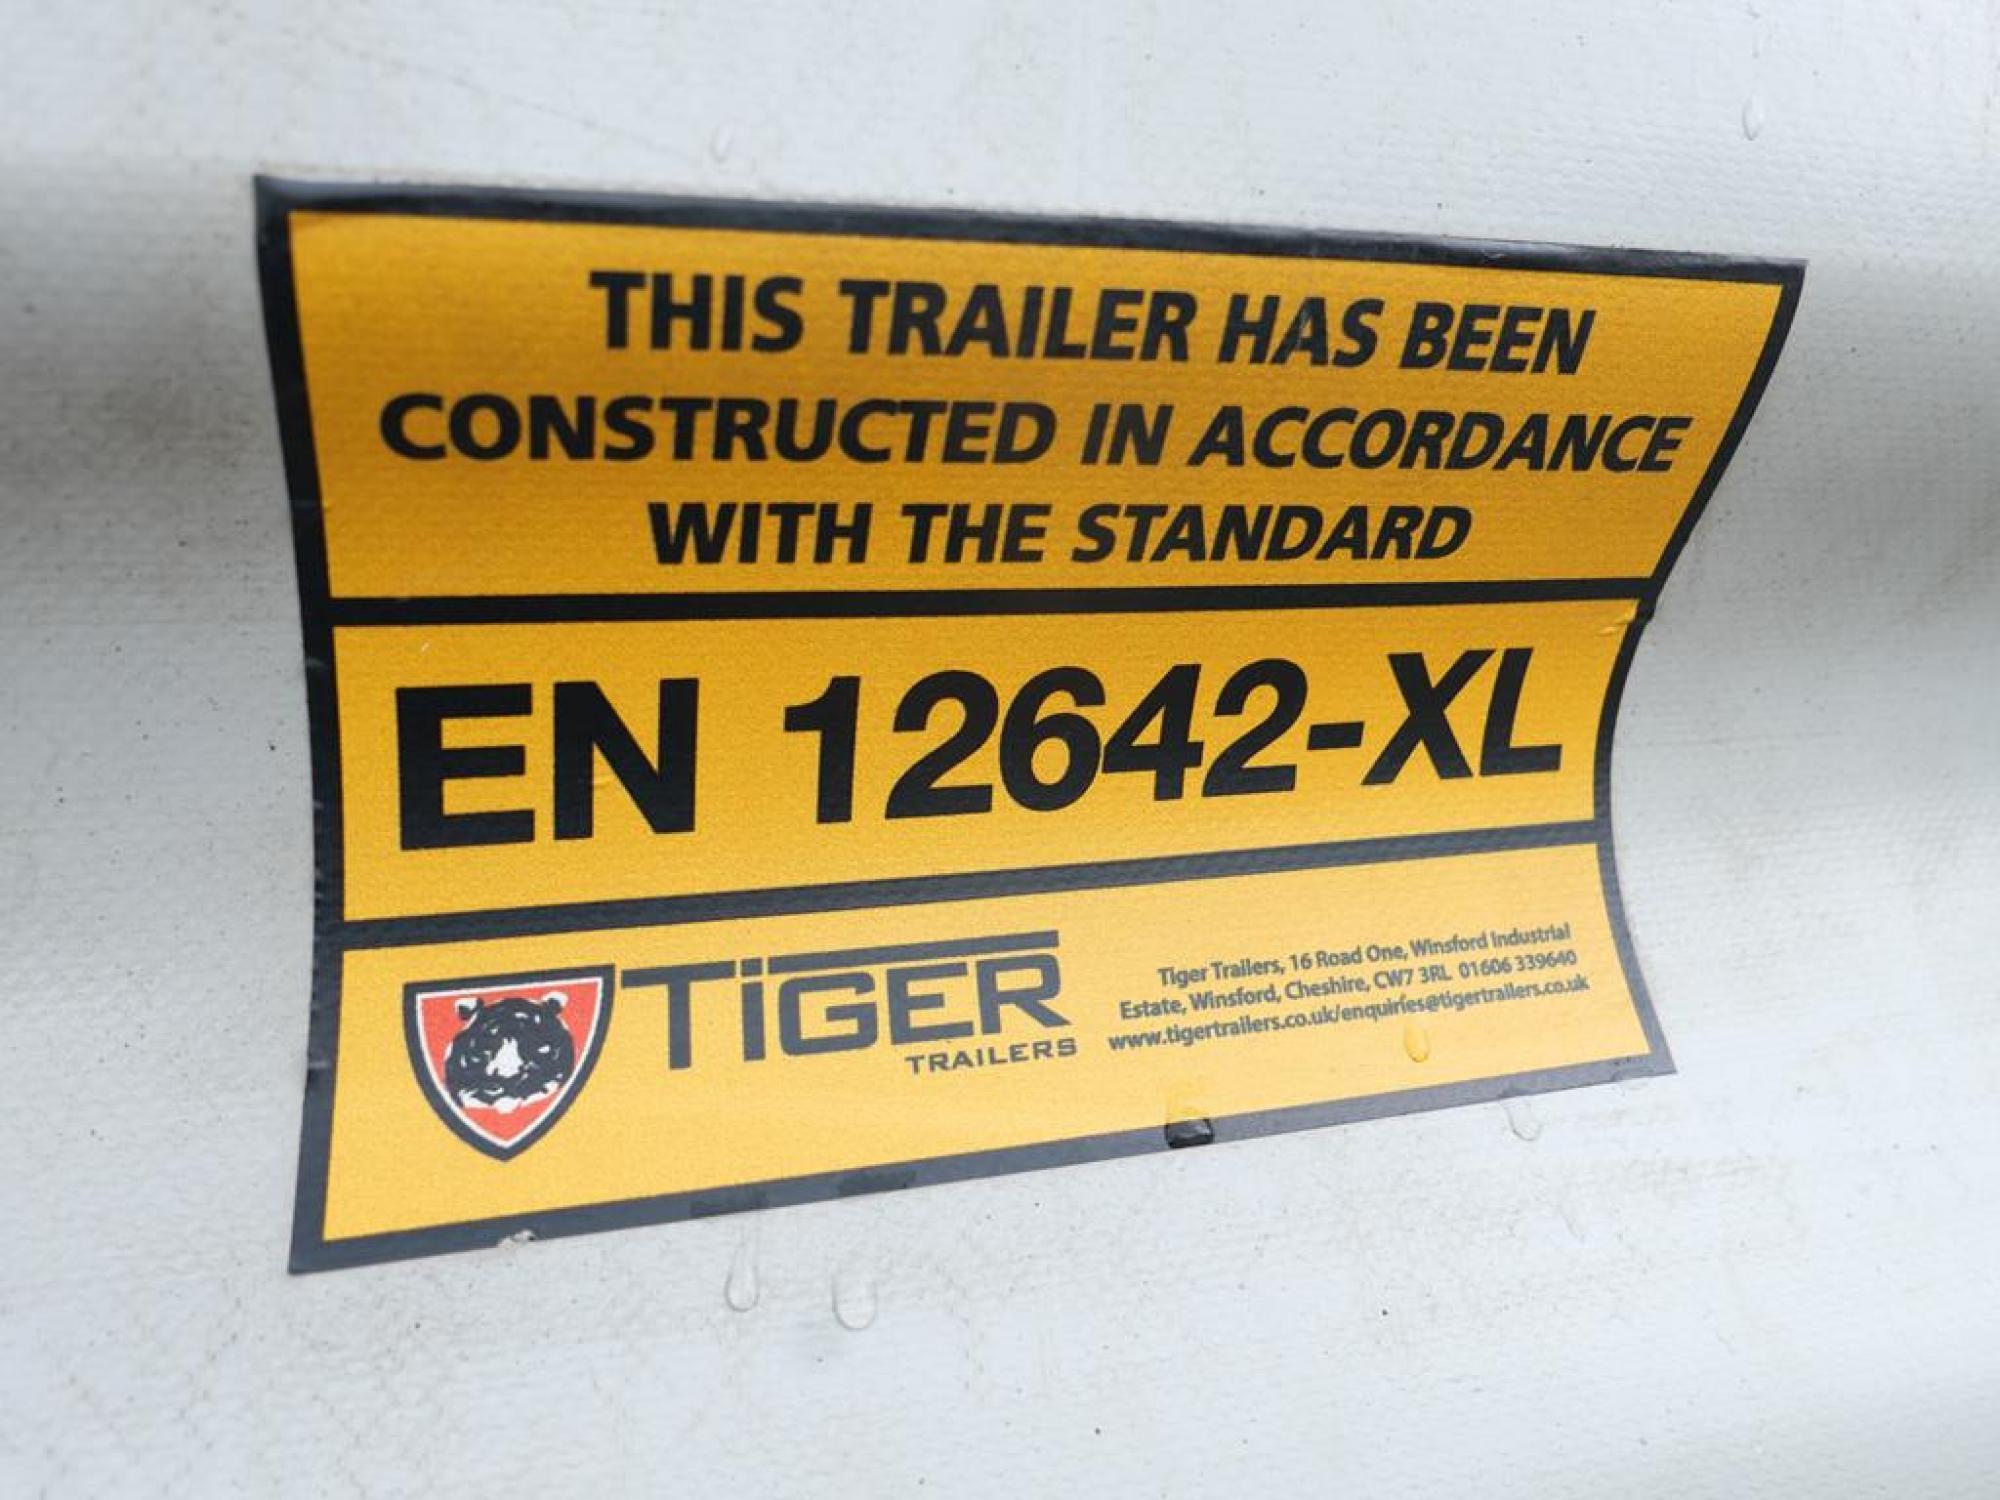 THIS TRAILER HAS BEEN
CONSTRUCTED IN ACCORDANCE
WITH THE STANDARD
EN 12642-XL
TiGER
TRAILERS
Tiger Trailers, 16 Road One, Winsford Industrial
Estate, Winsford, Cheshire, CW7 3RL 01606 339640
www.tigertrailers.co.uk/enquiries@tigertrailers.co.uk